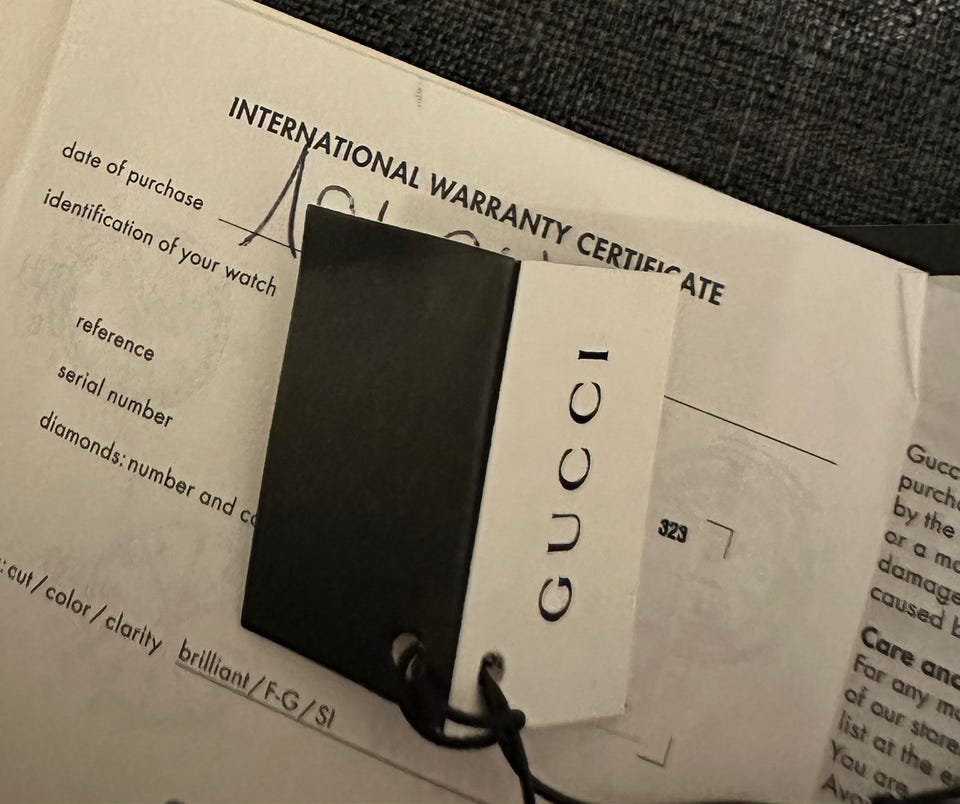 INTERNATIONAL WARRANTY CERTIFICATE
date of purchase
identification of your watch
reference
serial number
diamonds: number and
: cut / color / clarity brilliant / F-G / SI
GUCCI
323
Gucc
purch
by the
or a mo
damage
caused b
Care and
For any mo
of our store
list at the e
You are